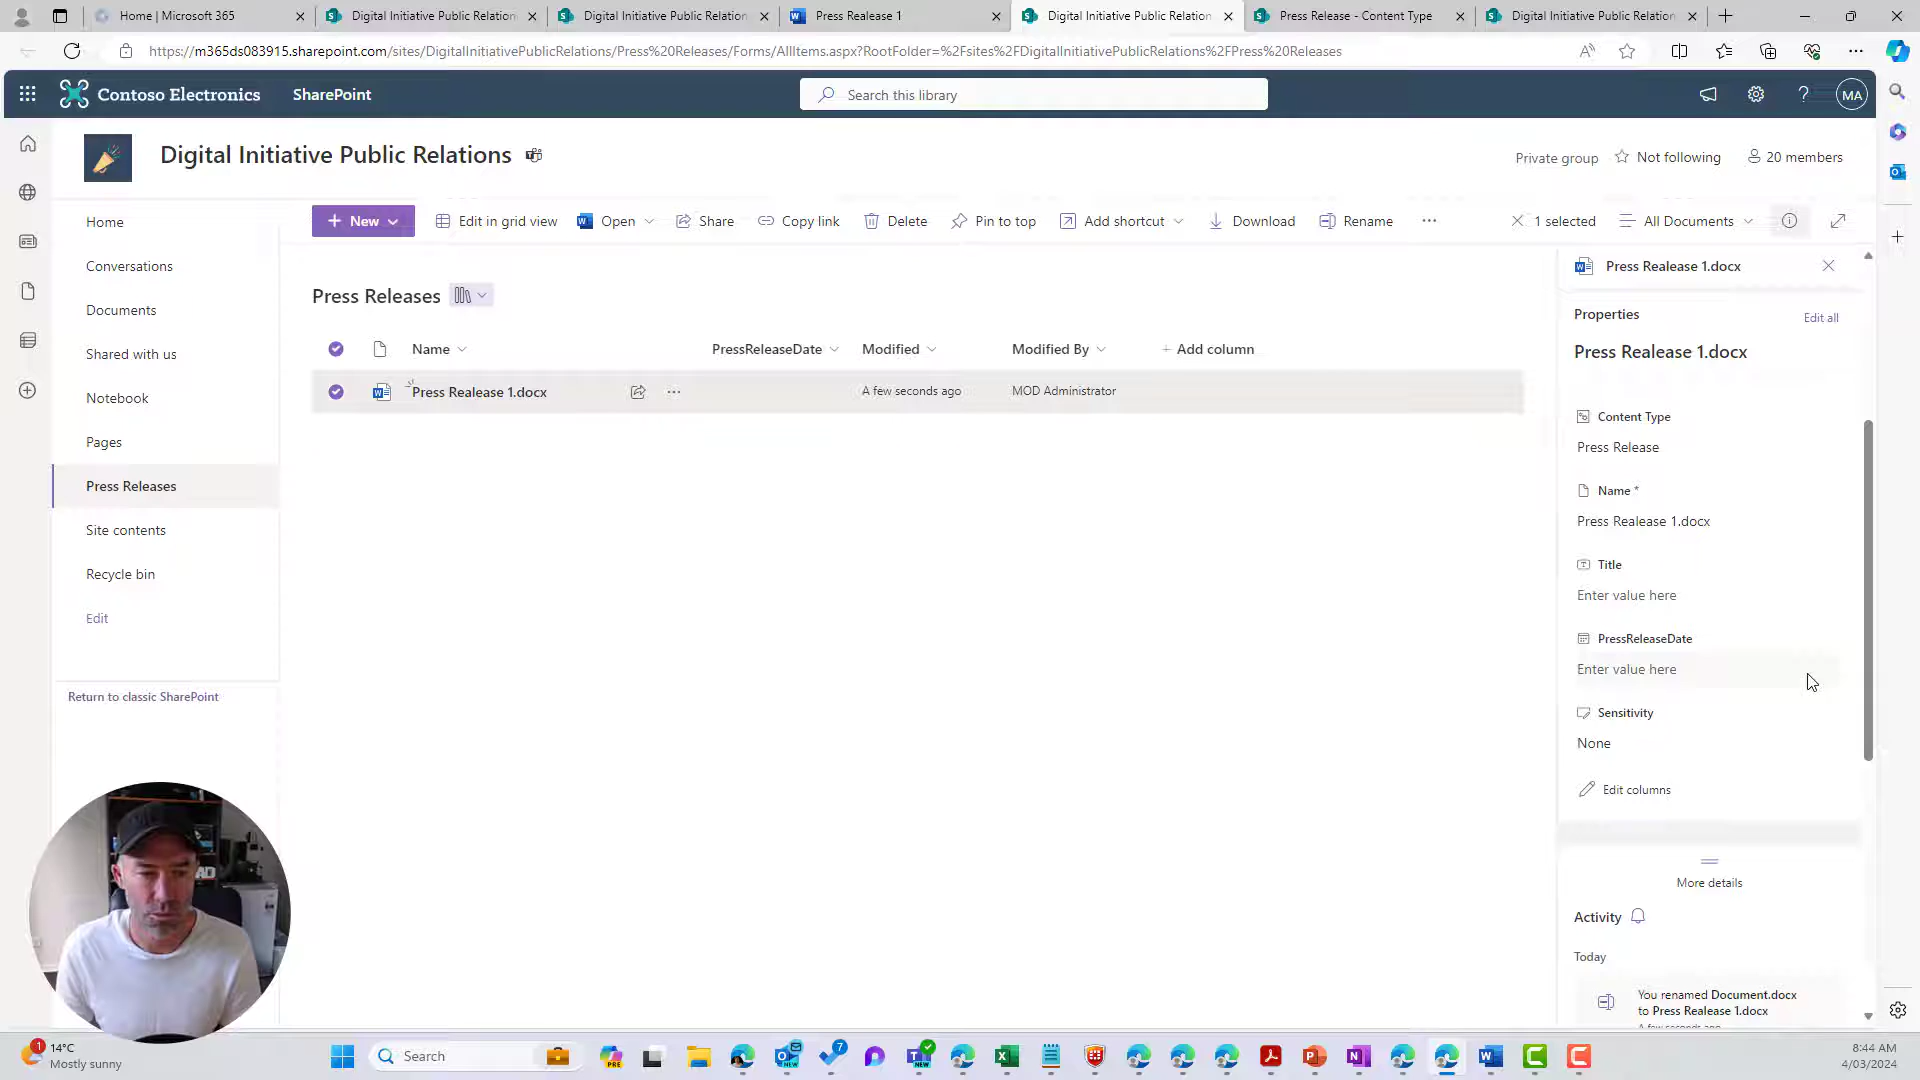 Home | Microsoft 365
Digital Initiative Public Relation
Digital Initiative Public Relation
Press Realease 1
Digital Initiative Public Relation
Press Release - Content Type
Digital Initiative Public Relation
https://m365ds083915.sharepoint.com/sites/DigitalInitiativePublicRelations/Press%20Releases/Forms/AllItems.aspx?RootFolder=%2Fsites%2FDigitalInitiativePublicRelations%2FPress%20Releases
Contoso Electronics
SharePoint
Search this library
MA
Digital Initiative Public Relations
Private group
Not following
20 members
Home
Conversations
Documents
Shared with us
Notebook
Pages
Press Releases
Site contents
Recycle bin
Edit
Return to classic SharePoint
New
Edit in grid view
Open
Share
Copy link
Delete
Pin to top
Add shortcut
Download
Rename
1 selected
All Documents
Press Releases
Name
PressReleaseDate
Modified
Modified By
Add column
Press Realease 1.docx
A few seconds ago
MOD Administrator
Press Realease 1.docx
Properties
Edit all
Press Realease 1.docx
Content Type
Press Release
Name *
Press Realease 1.docx
Title
Enter value here
PressReleaseDate
Enter value here
Sensitivity
None
Edit columns
More details
Activity
Today
You renamed Document.docx
to Press Realease 1.docx
A few seconds ago
1
14°C
Mostly sunny
Search
PRE
NEW
7
NEW
8:44 AM
4/03/2024